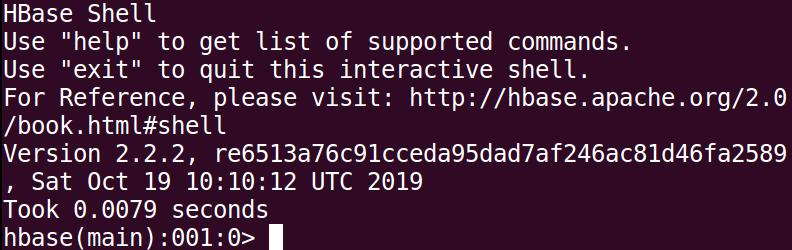 HBase Shell
Use "help" to get list of supported commands.
Use "exit" to quit this interactive shell.
For Reference, please visit: http://hbase.apache.org/2.0
/book.html#shell
Version 2.2.2, re6513a76c91cceda95dad7af246ac81d46fa2589
, Sat Oct 19 10:10:12 UTC 2019
Took 0.0079 seconds
hbase(main):001:0>